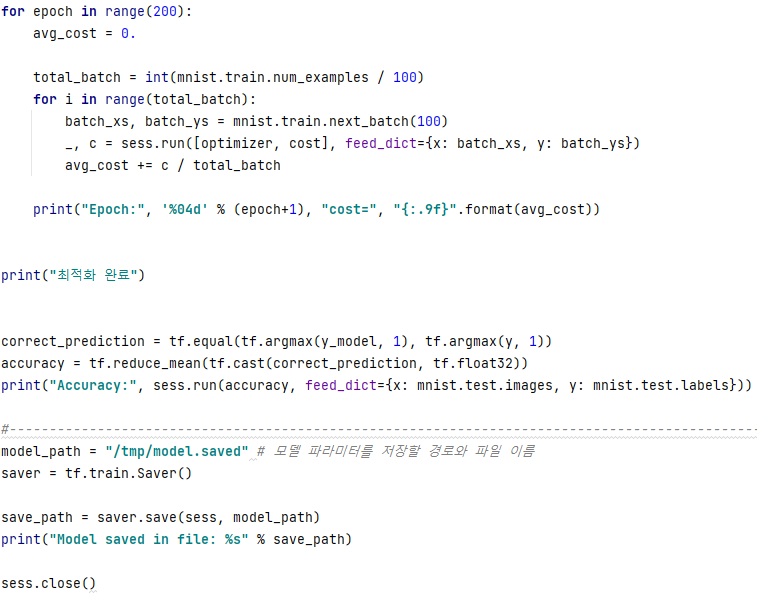 for epoch in range(200):
    avg_cost = 0.
    total_batch = int(mnist.train.num_examples / 100)
    for i in range(total_batch):
        batch_xs, batch_ys = mnist.train.next_batch(100)
        _, c = sess.run([optimizer, cost], feed_dict={x: batch_xs, y: batch_ys})
        avg_cost += c / total_batch
    print("Epoch:", '%04d' % (epoch+1), "cost=", "{:.9f}".format(avg_cost))
print("최적화 완료")
correct_prediction = tf.equal(tf.argmax(y_model, 1), tf.argmax(y, 1))
accuracy = tf.reduce_mean(tf.cast(correct_prediction, tf.float32))
print("Accuracy:", sess.run(accuracy, feed_dict={x: mnist.test.images, y: mnist.test.labels}))
#---------------------------------------------------------------------------------------------
model_path = "/tmp/model.saved" # 모델 파라미터를 저장할 경로와 파일 이름
saver = tf.train.Saver()
save_path = saver.save(sess, model_path)
print("Model saved in file: %s" % save_path)
sess.close()